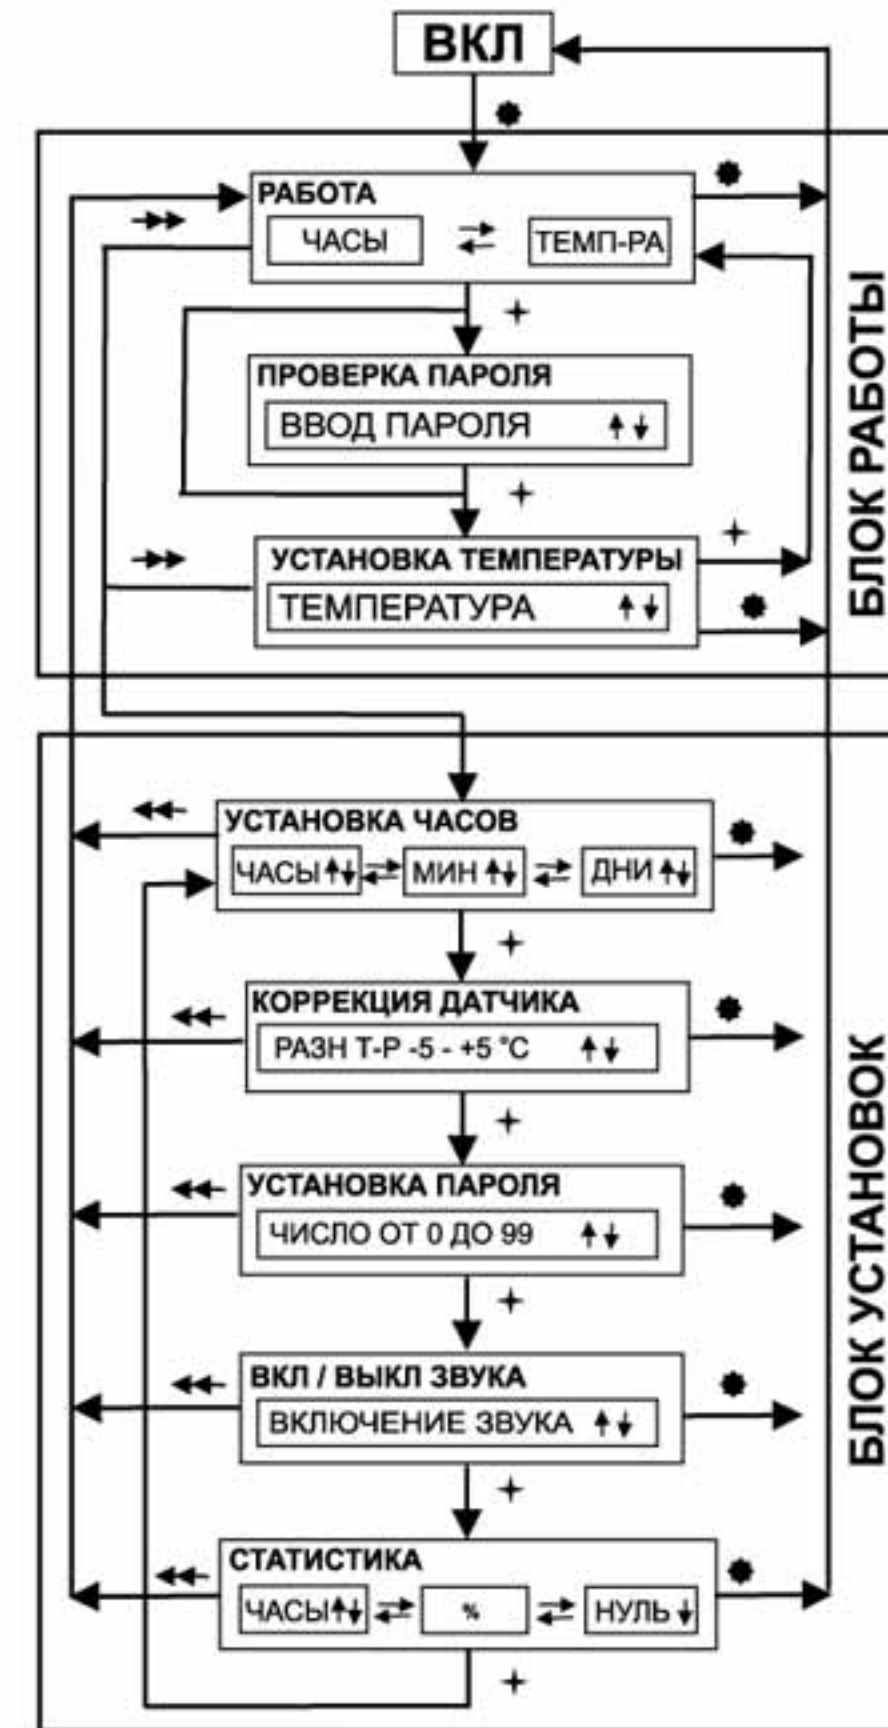 ВКЛ
РАБОТА
ЧАСЫ
ТЕМП-РА
ПРОВЕРКА ПАРОЛЯ
ВВОД ПАРОЛЯ
УСТАНОВКА ТЕМПЕРАТУРЫ
ТЕМПЕРАТУРА
БЛОК РАБОТЫ
УСТАНОВКА ЧАСОВ
ЧАСЫ
МИН
ДНИ
КОРРЕКЦИЯ ДАТЧИКА
РАЗН Т-Р -5 - +5 °С
УСТАНОВКА ПАРОЛЯ
ЧИСЛО ОТ 0 ДО 99
ВКЛ / ВЫКЛ ЗВУКА
ВКЛЮЧЕНИЕ ЗВУКА
СТАТИСТИКА
ЧАСЫ
%
НУЛЬ
БЛОК УСТАНОВОК